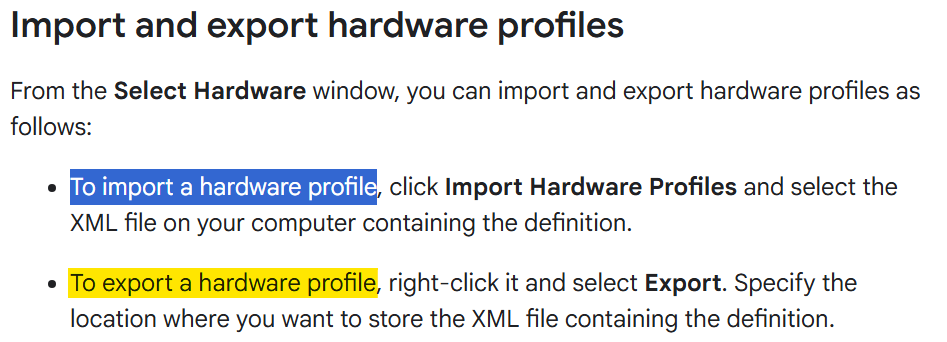 Import and export hardware profiles
From the Select Hardware window, you can import and export hardware profiles as
follows:
• To import a hardware profile, click Import Hardware Profiles and select the
XML file on your computer containing the definition.
• To export a hardware profile, right-click it and select Export. Specify the
location where you want to store the XML file containing the definition.